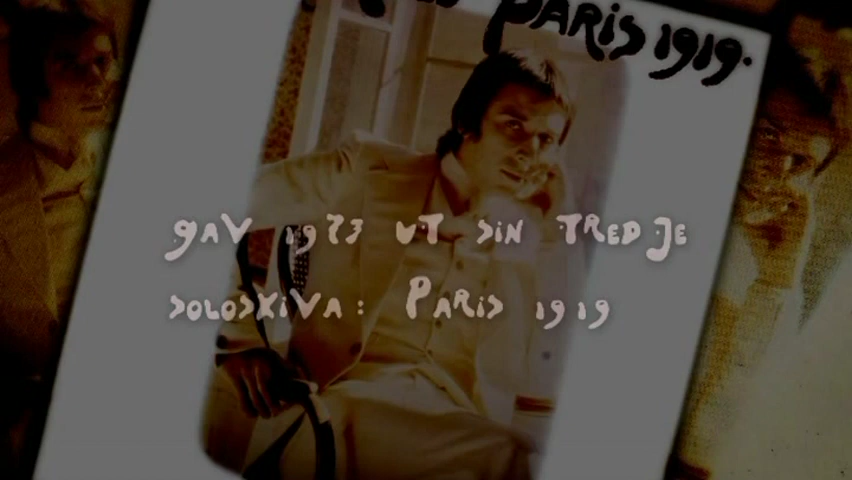 PARIS 1919.
GAV 1973 UT SIN TREDJE
SOLOSKIVA: PARIS 1919